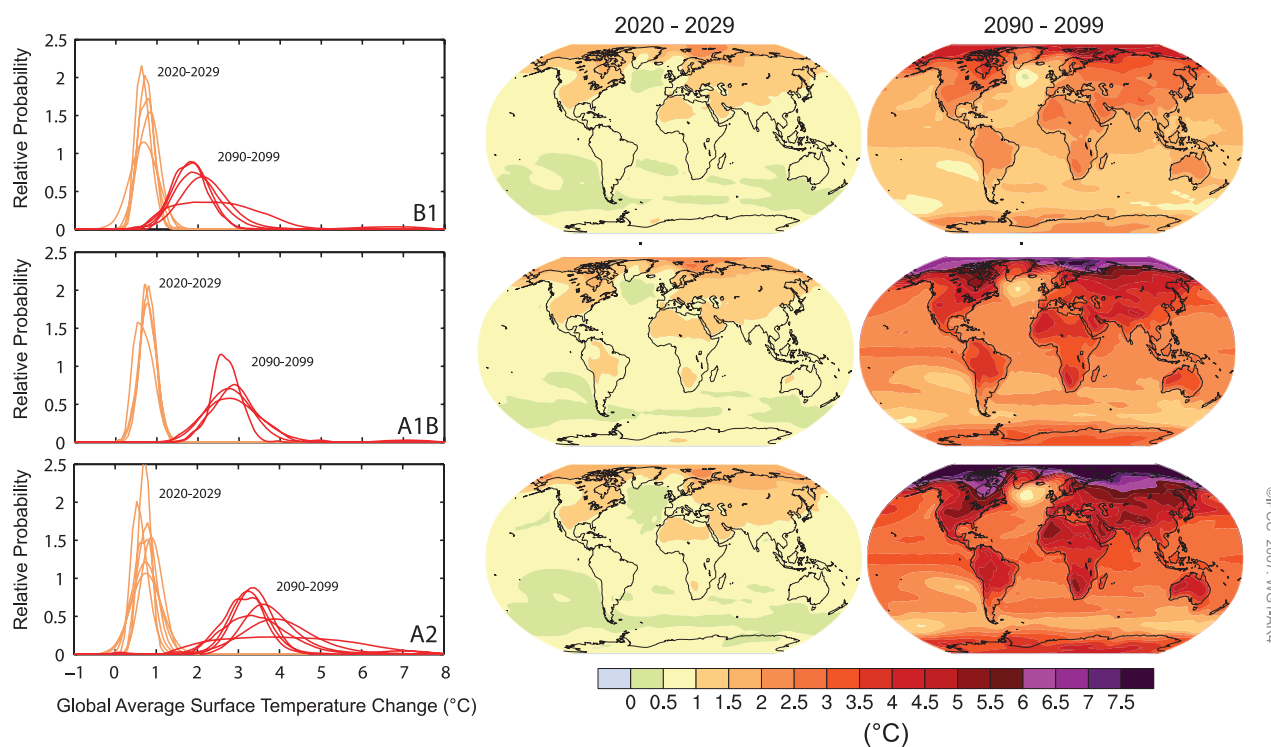 2020 - 2029
2090 - 2099
Relative Probability
2.5
2
1.5
1
0.5
0
2020-2029
2090-2099
B1
Relative Probability
2.5
2
1.5
1
0.5
0
2020-2029
2090-2099
A1B
Relative Probability
2.5
2
1.5
1
0.5
0
2020-2029
2090-2099
A2
−1 0 1 2 3 4 5 6 7 8
Global Average Surface Temperature Change (°C)
0 0.5 1 1.5 2 2.5 3 3.5 4 4.5 5 5.5 6 6.5 7 7.5
(°C)
©IPCC 2007: WG1-AR4